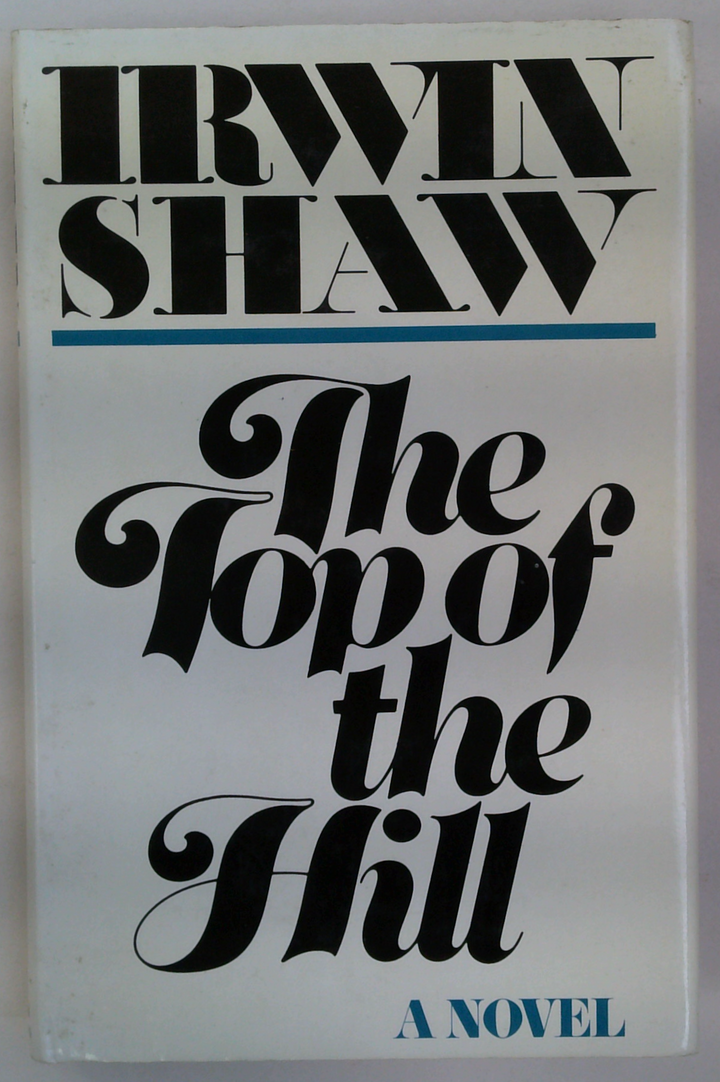 IRWIN
SHAW
The
Top of
the
Hill
A NOVEL